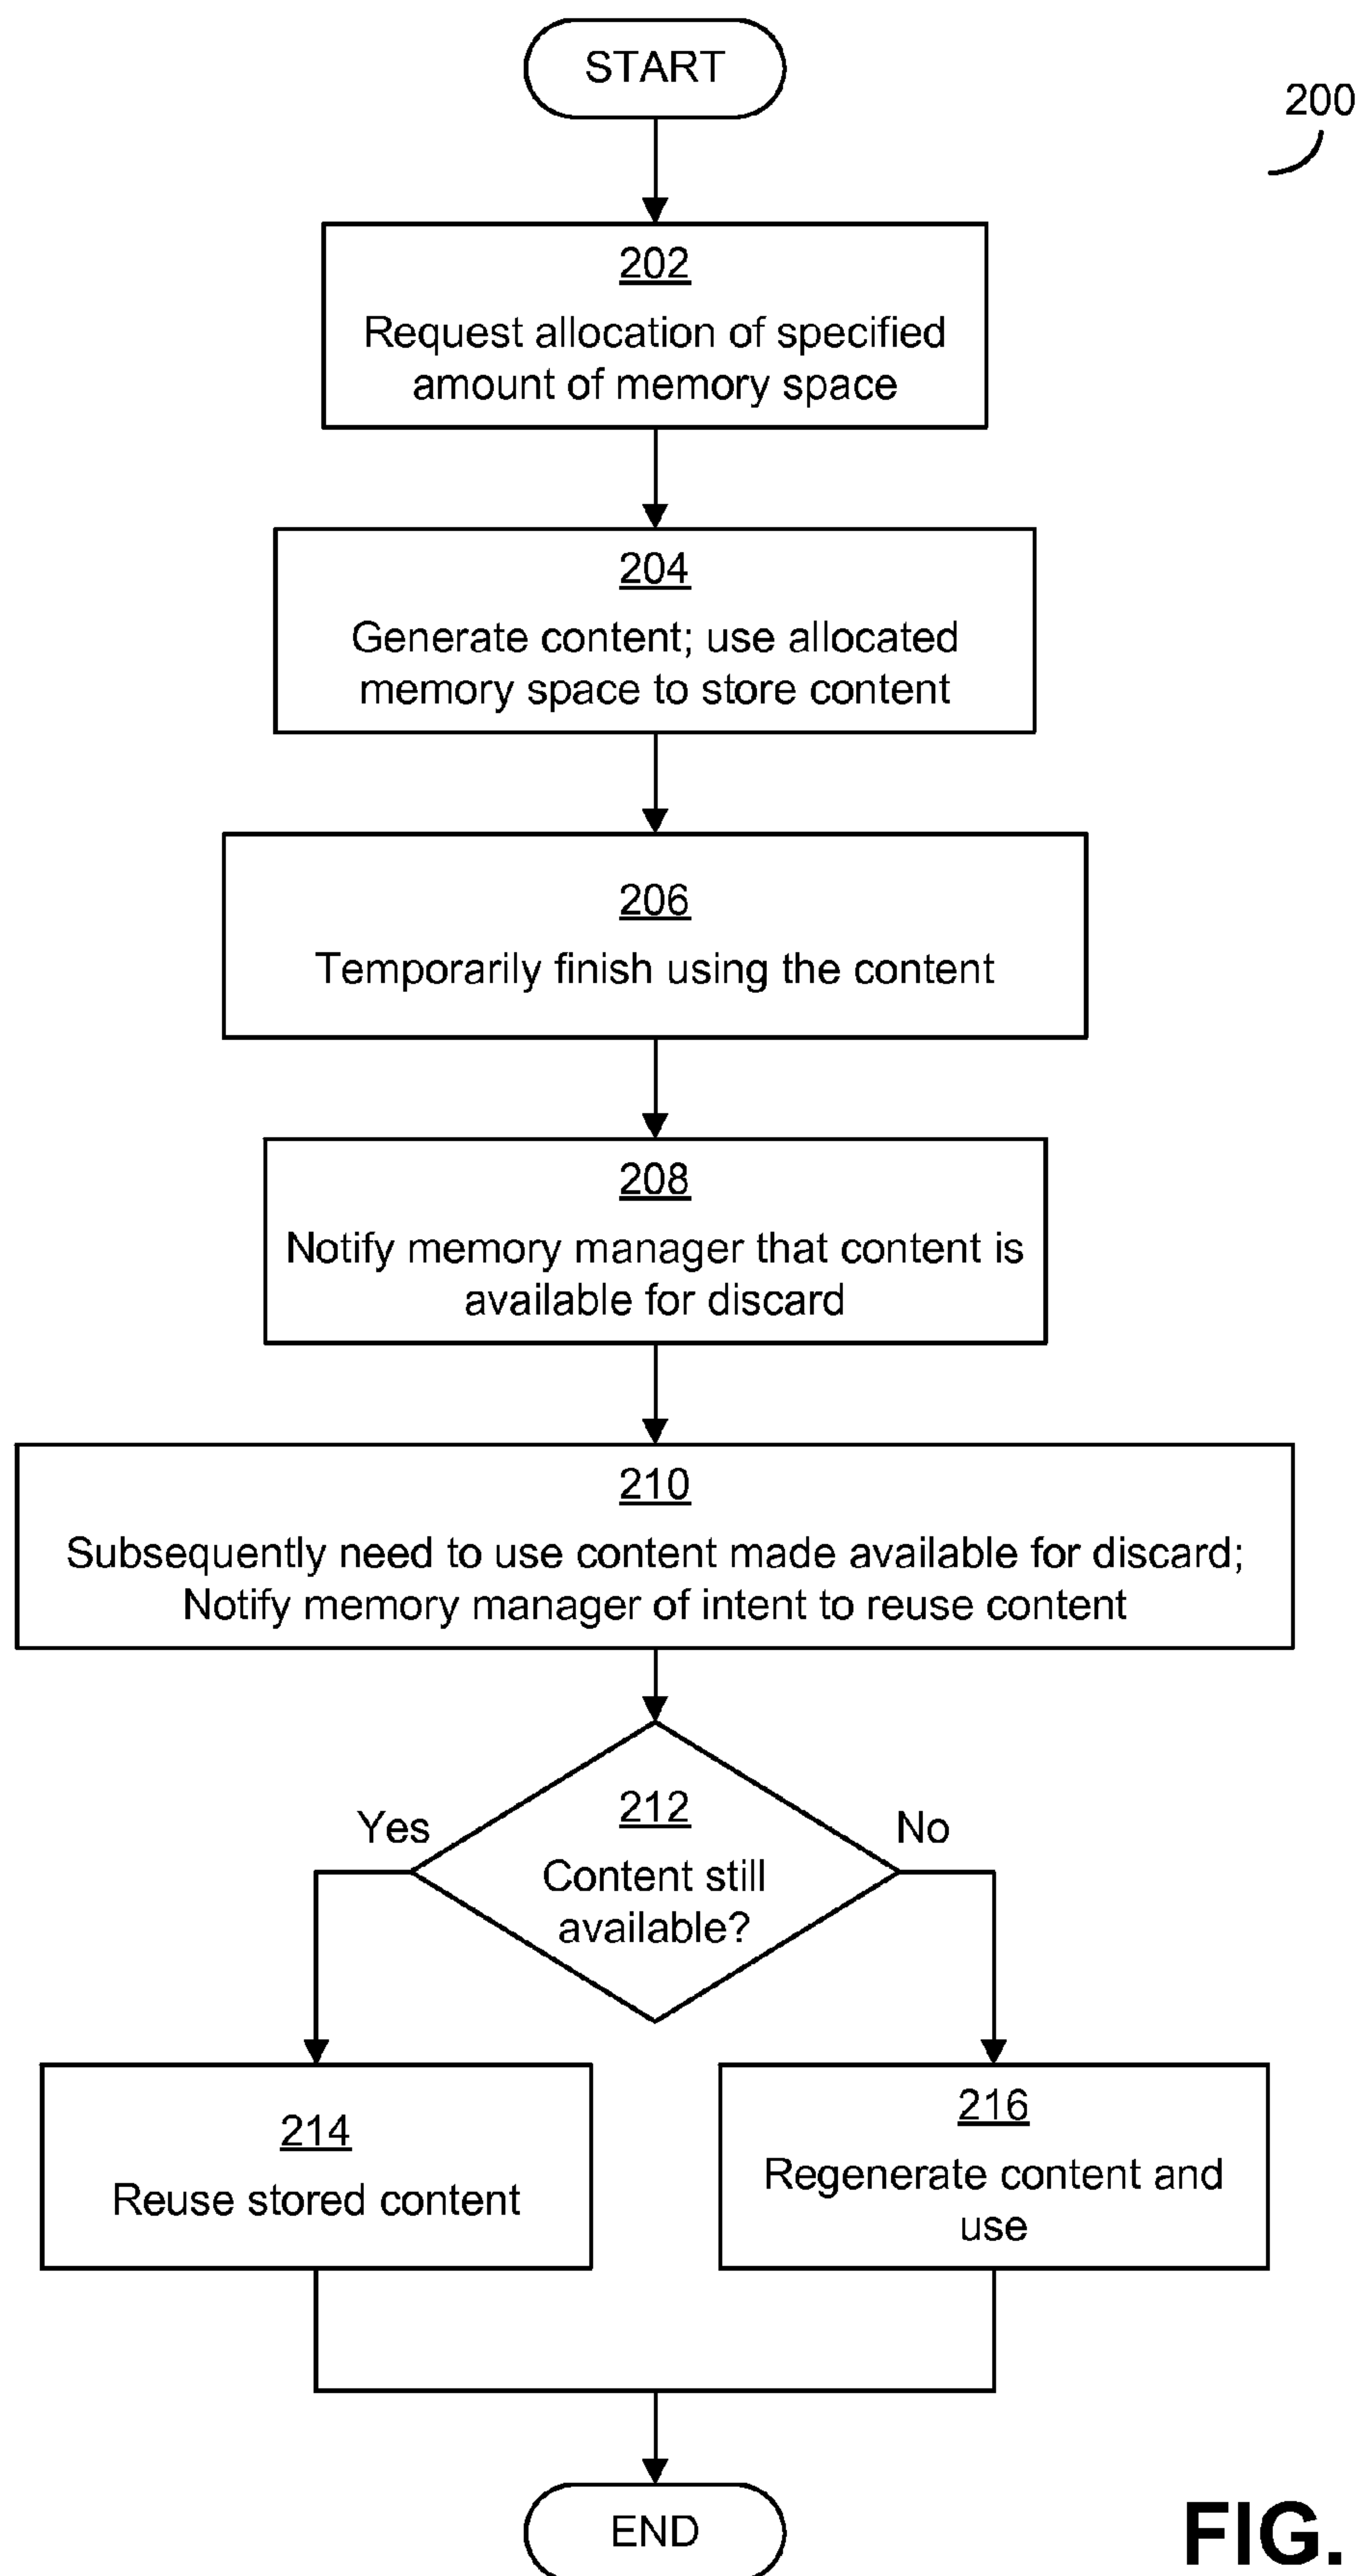 START
200
202
Request allocation of specified
amount of memory space
204
Generate content; use allocated
memory space to store content
206
Temporarily finish using the content
208
Notify memory manager that content is
available for discard
210
Subsequently need to use content made available for discard;
Notify memory manager of intent to reuse content
Yes
212
No
Content still
available?
214
Reuse stored content
216
Regenerate content and
use
END
FIG.